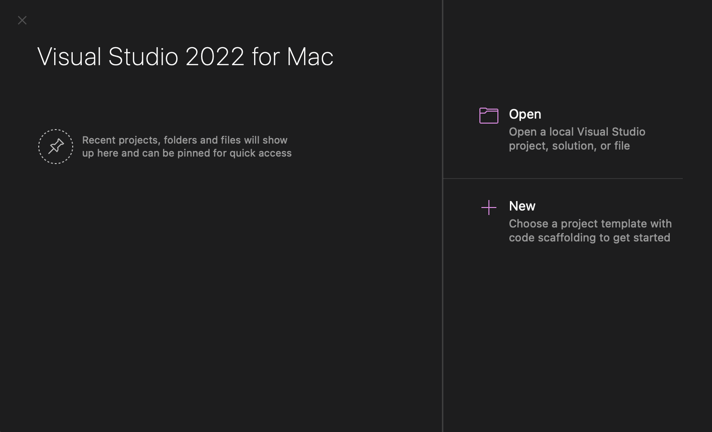 Visual Studio 2022 for Mac
Recent projects, folders and files will show
up here and can be pinned for quick access
Open
Open a local Visual Studio
project, solution, or file
New
Choose a project template with
code scaffolding to get started